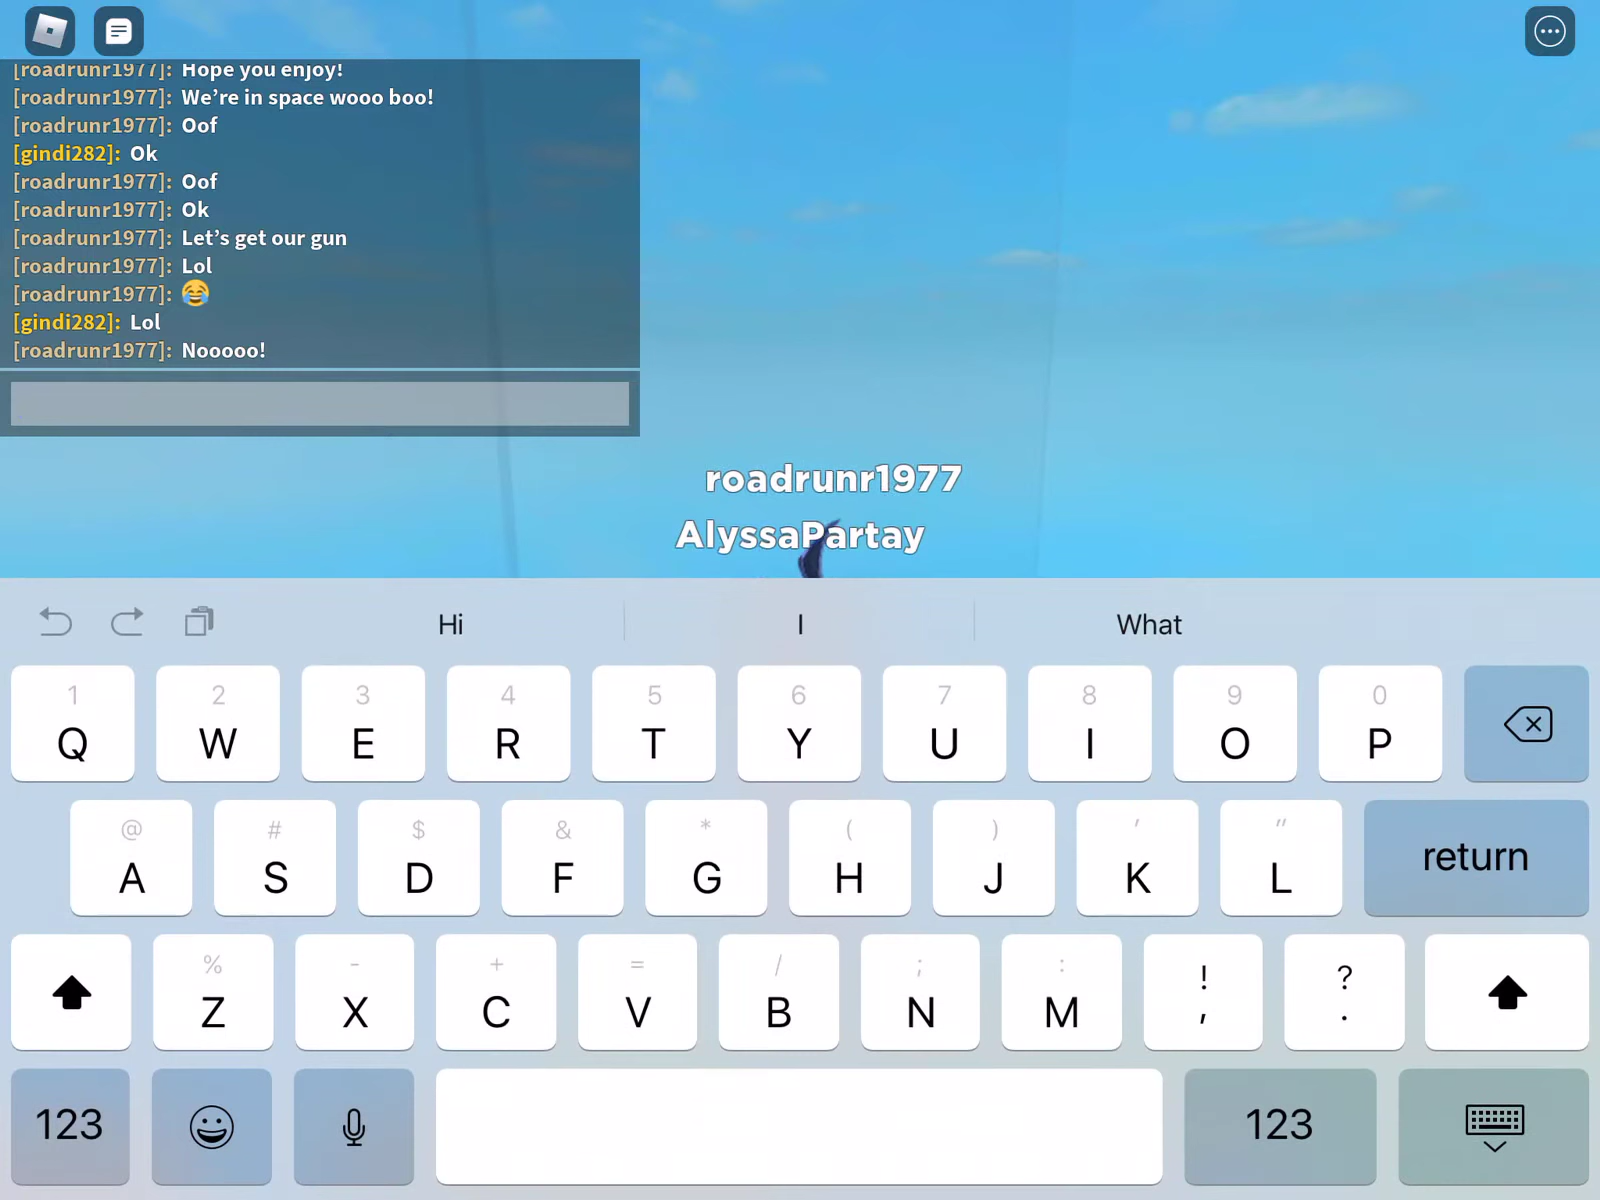 [roadrunr1977]: Hope you enjoy!
[roadrunr1977]: We’re in space wooo boo!
[roadrunr1977]: Oof
[gindi282]: Ok
[roadrunr1977]: Oof
[roadrunr1977]: Ok
[roadrunr1977]: Let’s get our gun
[roadrunr1977]: Lol
[roadrunr1977]: 😂
[gindi282]: Lol
[roadrunr1977]: Nooooo!
roadrunr1977
AlyssaPartay
Hi I What
1 2 3 4 5 6 7 8 9 0
Q W E R T Y U I O P
@ # $ & * ( ) ' "
A S D F G H J K L return
% - + = / ; : ! ?
Z X C V B N M , .
123 123